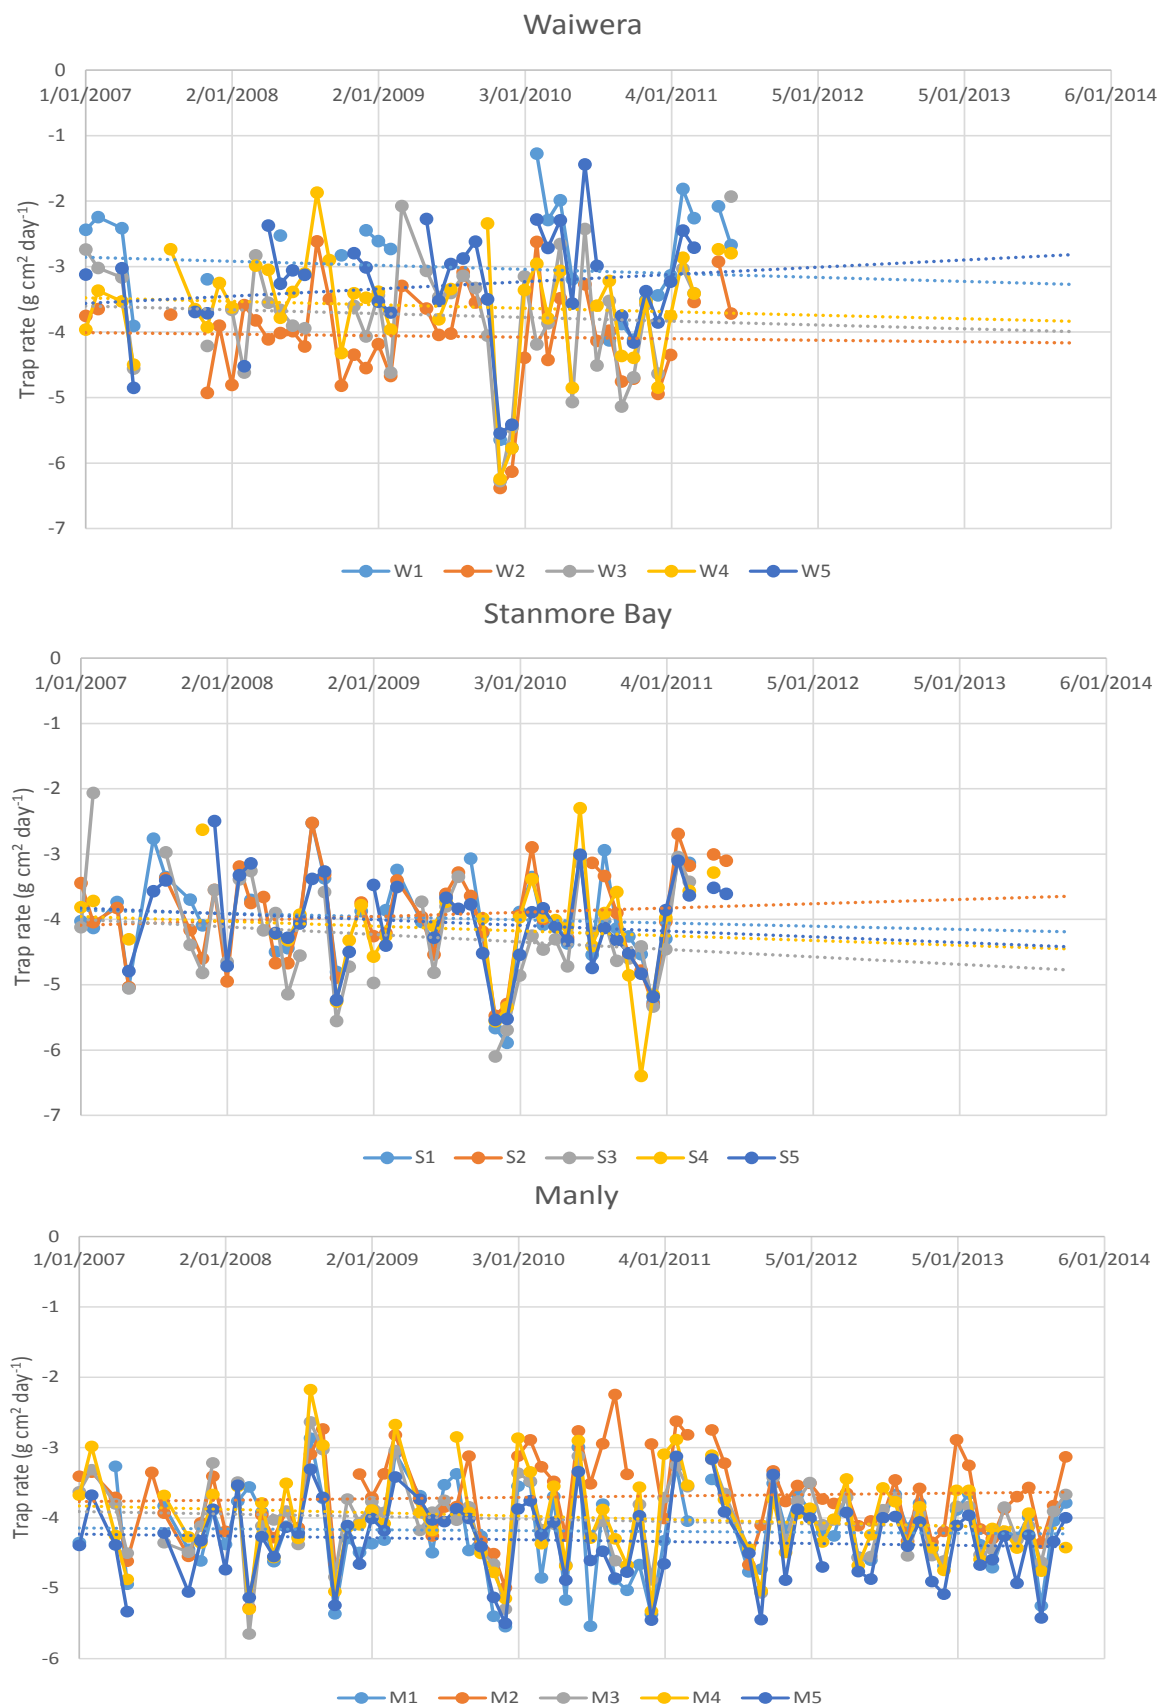 Waiwera
0
1/01/2007 2/01/2008 2/01/2009 3/01/2010 4/01/2011 5/01/2012 5/01/2013 6/01/2014
-1
-2
-3
-4
-5
-6
-7
Trap rate (g cm² day⁻¹)
W1 W2 W3 W4 W5
Stanmore Bay
0
1/01/2007 2/01/2008 2/01/2009 3/01/2010 4/01/2011 5/01/2012 5/01/2013 6/01/2014
-1
-2
-3
-4
-5
-6
-7
Trap rate (g cm² day⁻¹)
S1 S2 S3 S4 S5
Manly
0
1/01/2007 2/01/2008 2/01/2009 3/01/2010 4/01/2011 5/01/2012 5/01/2013 6/01/2014
-1
-2
-3
-4
-5
-6
Trap rate (g cm² day⁻¹)
M1 M2 M3 M4 M5